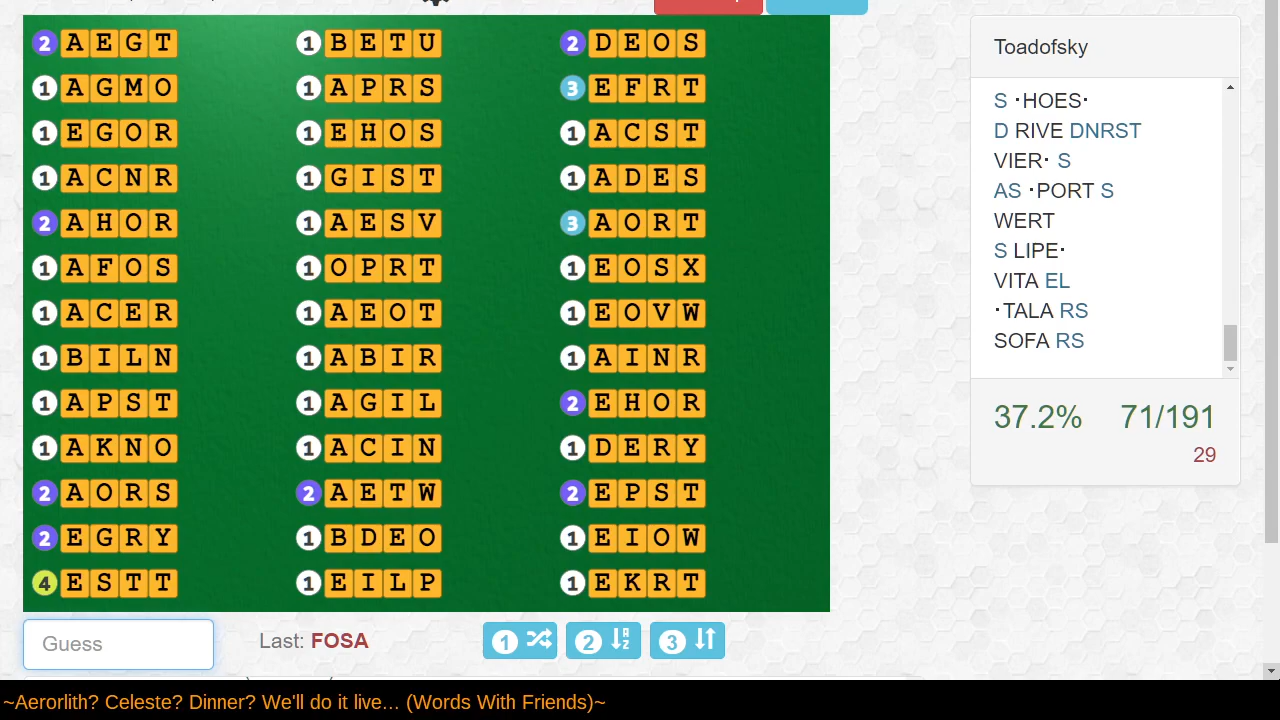 2 AEGT 1 BETU 2 DEOS
1 AGMO 1 APRS 3 EFRT
1 EGOR 1 EHOS 1 ACST
1 ACNR 1 GIST 1 ADES
2 AHOR 1 AESV 3 AORT
1 AFOS 1 OPRT 1 EOSX
1 ACER 1 AEOT 1 EOVW
1 BILN 1 ABIR 1 AINR
1 APST 1 AGIL 2 EHOR
1 AKNO 1 ACIN 1 DERY
2 AORS 2 AETW 2 EPST
2 EGRY 1 BDEO 1 EIOW
4 ESTT 1 EILP 1 EKRT
Guess
Last: FOSA
1 2 3
Toadofsky
S ·HOES·
D RIVE DNRST
VIER· S
AS ·PORT S
WERT
S LIPE·
VITA EL
·TALA RS
SOFA RS
37.2% 71/191
29
~Aerorlith? Celeste? Dinner? We'll do it live... (Words With Friends)~